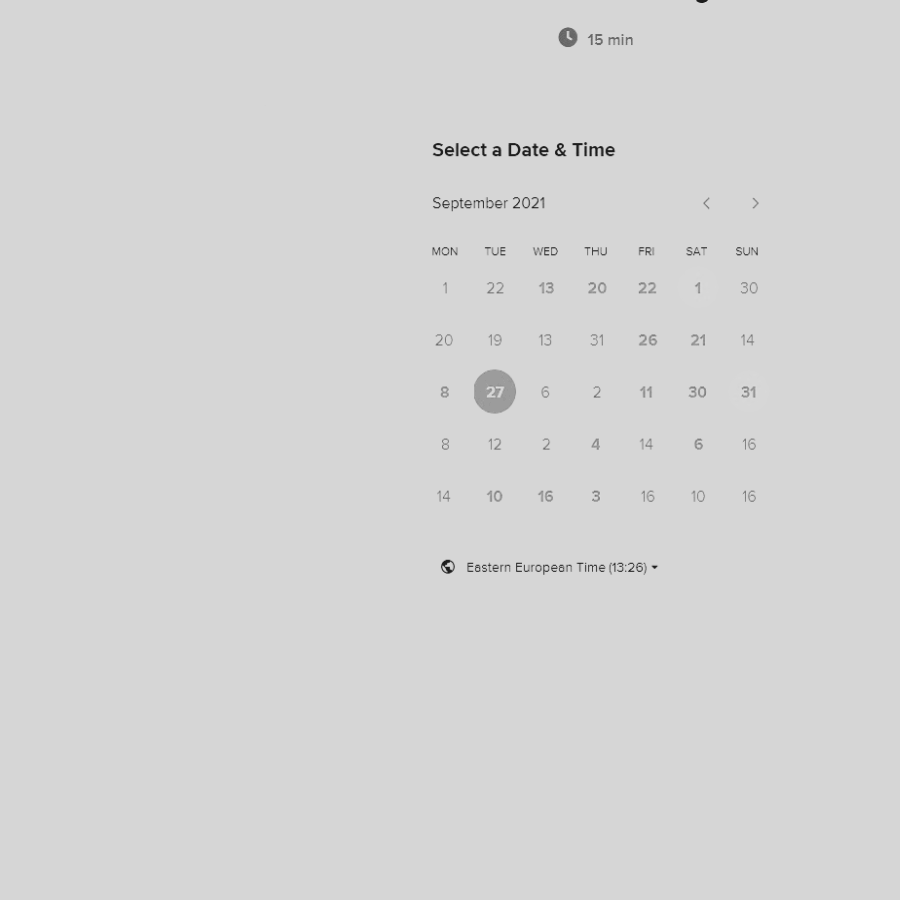 15 min
Select a Date & Time
September 2021
MON TUE WED THU FRI SAT SUN
1 22 13 20 22 1 30
20 19 13 31 26 21 14
8 27 6 2 11 30 31
8 12 2 4 14 6 16
14 10 16 3 16 10 16
Eastern European Time (13:26)